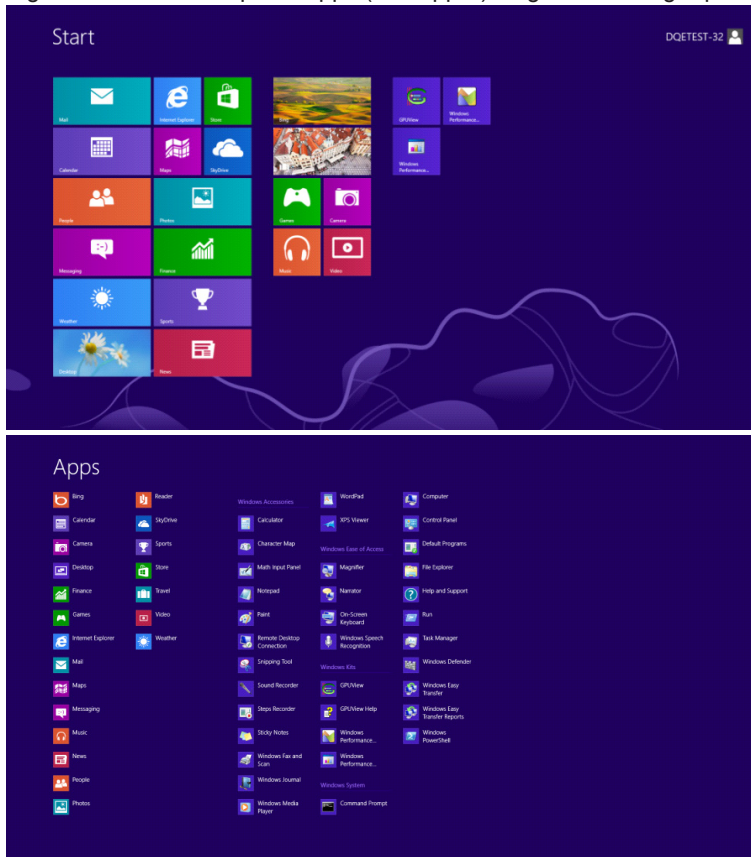 Start
DQETEST-32
Mail
Internet Explorer
Store
Bing
GPUView
Windows Performance...
Calendar
Maps
SkyDrive
Windows Performance...
People
Photos
Games
Camera
Messaging
Finance
Music
Video
Weather
Sports
Desktop
News
Apps
Bing
Calendar
Camera
Desktop
Finance
Games
Internet Explorer
Mail
Maps
Messaging
Music
News
People
Photos
Reader
SkyDrive
Sports
Store
Travel
Video
Weather
Windows Accessories
Calculator
Character Map
Math Input Panel
Notepad
Paint
Remote Desktop
Connection
Snipping Tool
Sound Recorder
Steps Recorder
Sticky Notes
Windows Fax and
Scan
Windows Journal
Windows Media
Player
WordPad
XPS Viewer
Windows Ease of Access
Magnifier
Narrator
On-Screen
Keyboard
Windows Speech
Recognition
Windows Kits
GPUView
GPUView Help
Windows
Performance...
Windows
Performance...
Windows System
Command Prompt
Computer
Control Panel
Default Programs
File Explorer
Help and Support
Run
Task Manager
Windows Defender
Windows Easy
Transfer
Windows Easy
Transfer Reports
Windows
PowerShell